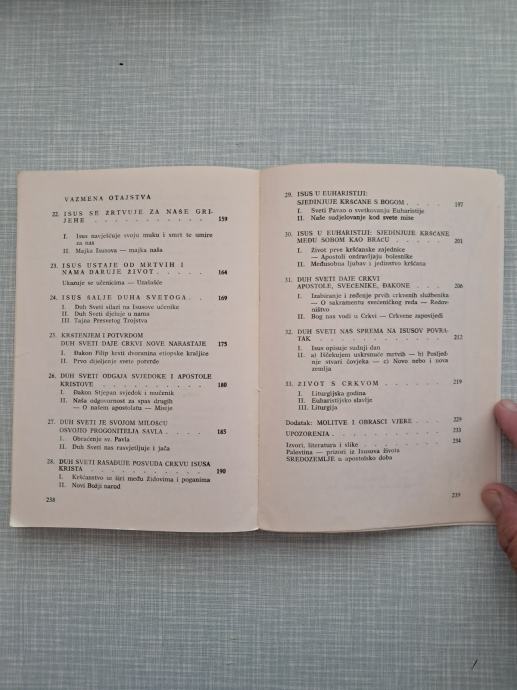 VAZMENA OTAJSTVA
22. ISUS SE ŽRTVUJE ZA NAŠE GRI-
JEHE . . . . . . . . . . . 159
I. Isus navješćuje svoju muku i smrt te umire
za nas
II. Majka Isusova — majka naša
23. ISUS USTAJE OD MRTVIH I
NAMA DARUJE ŽIVOT . . . . . 164
Ukazuje se učenicima — Uzašašće
24. ISUS ŠALJE DUHA SVETOGA . . 169
I. Duh Sveti silazi na Isusove učenike
II. Duh Sveti djeluje u nama
III. Tajna Presvetog Trojstva
25. KRŠTENJEM I POTVRDOM
DUH SVETI DAJE CRKVI NOVE NARAŠTAJE 175
I. Đakon Filip krsti dvoranina etiopske kraljice
II. Prvo dijeljenje svete potvrde
26. DUH SVETI ODGAJA SVJEDOKE I APOSTOLE
KRISTOVE . . . . . . . . . . 180
I. Đakon Stjepan svjedok i mučenik
II. Naša odgovornost za spas drugih
— O našem apostolatu — Misije
27. DUH SVETI JE SVOJOM MILOŠĆU
OSVOJIO PROGONITELJA SAVLA . . . . 185
I. Obraćenje sv. Pavla
II. Duh Sveti nas rasvjetljuje i jača
28. DUH SVETI RASAĐUJE POSVUDA CRKVU ISUSA
KRISTA . . . . . . . . . . . 190
I. Kršćanstvo se širi među Židovima i poganima
II. Novi Božji narod
238
29. ISUS U EUHARISTIJI:
SJEDINJUJE KRŠĆANE S BOGOM . . . . 197
I. Sveti Pavao o svetkovanju Euharistije
II. Naše sudjelovanje kod svete mise
30. ISUS U EUHARISTIJI: SJEDINJUJE KRŠĆANE
MEĐU SOBOM KAO BRAĆU . . . . . 201
I. Život prve kršćanske zajednice
— Apostoli ozdravljaju bolesnike
II. Međusobna ljubav i jedinstvo kršćana
31. DUH SVETI DAJE CRKVI
APOSTOLE, SVEĆENIKE, ĐAKONE . . . 206
I. Izabiranje i ređenje prvih crkvenih službenika
— O sakramentu svećeničkog reda — Redov-
ništvo
II. Bog nas vodi u Crkvi — Crkvene zapovijedi
32. DUH SVETI NAS SPREMA NA ISUSOV POVRA-
TAK . . . . . . . . . . . . 212
I. Isus opisuje sudnji dan
II. a) Iščekujem uskrsnuće mrtvih — b) Posljed-
nje stvari čovjeka — c) Novo nebo i nova
zemlja
33. ŽIVOT S CRKVOM . . . . . . 219
I. Liturgijska godina
II. Euharistijsko slavlje
III. Liturgija
Dodatak: MOLITVE I OBRASCI VJERE . . . 229
UPOZORENJA . . . . . . . . . . 233
Izvori, literatura i slike . . . . . . . . 234
Palestina — prizori iz Isusova života
SREDOZEMLJE u apostolsko doba
239